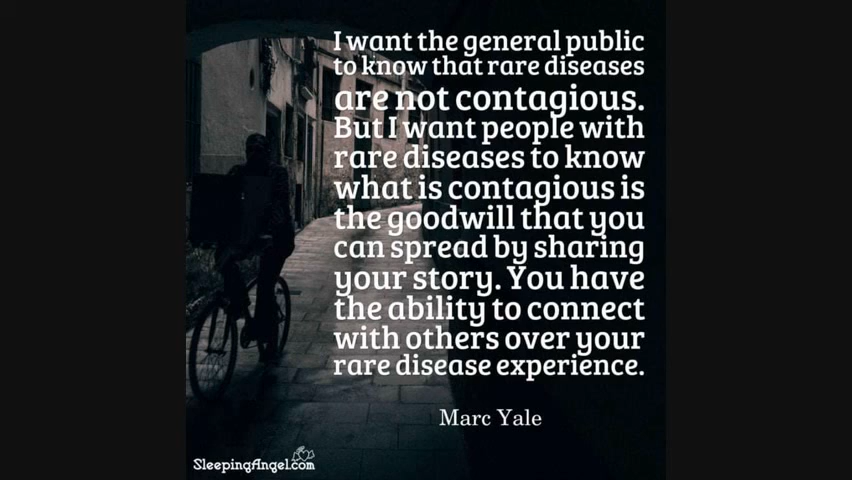 I want the general public
to know that rare diseases
are not contagious.
But I want people with
rare diseases to know
what is contagious is
the goodwill that you
can spread by sharing
your story. You have
the ability to connect
with others over your
rare disease experience.
Marc Yale
SleepingAngel.com